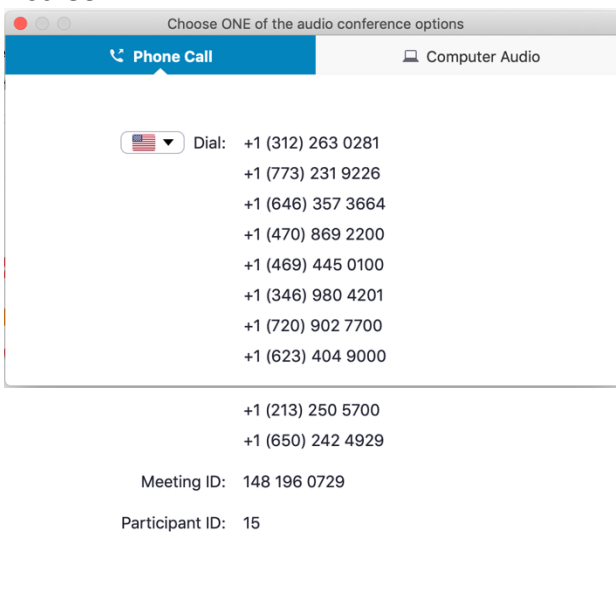 Choose ONE of the audio conference options
Phone Call
Computer Audio
Dial: +1 (312) 263 0281
+1 (773) 231 9226
+1 (646) 357 3664
+1 (470) 869 2200
+1 (469) 445 0100
+1 (346) 980 4201
+1 (720) 902 7700
+1 (623) 404 9000
+1 (213) 250 5700
+1 (650) 242 4929
Meeting ID: 148 196 0729
Participant ID: 15